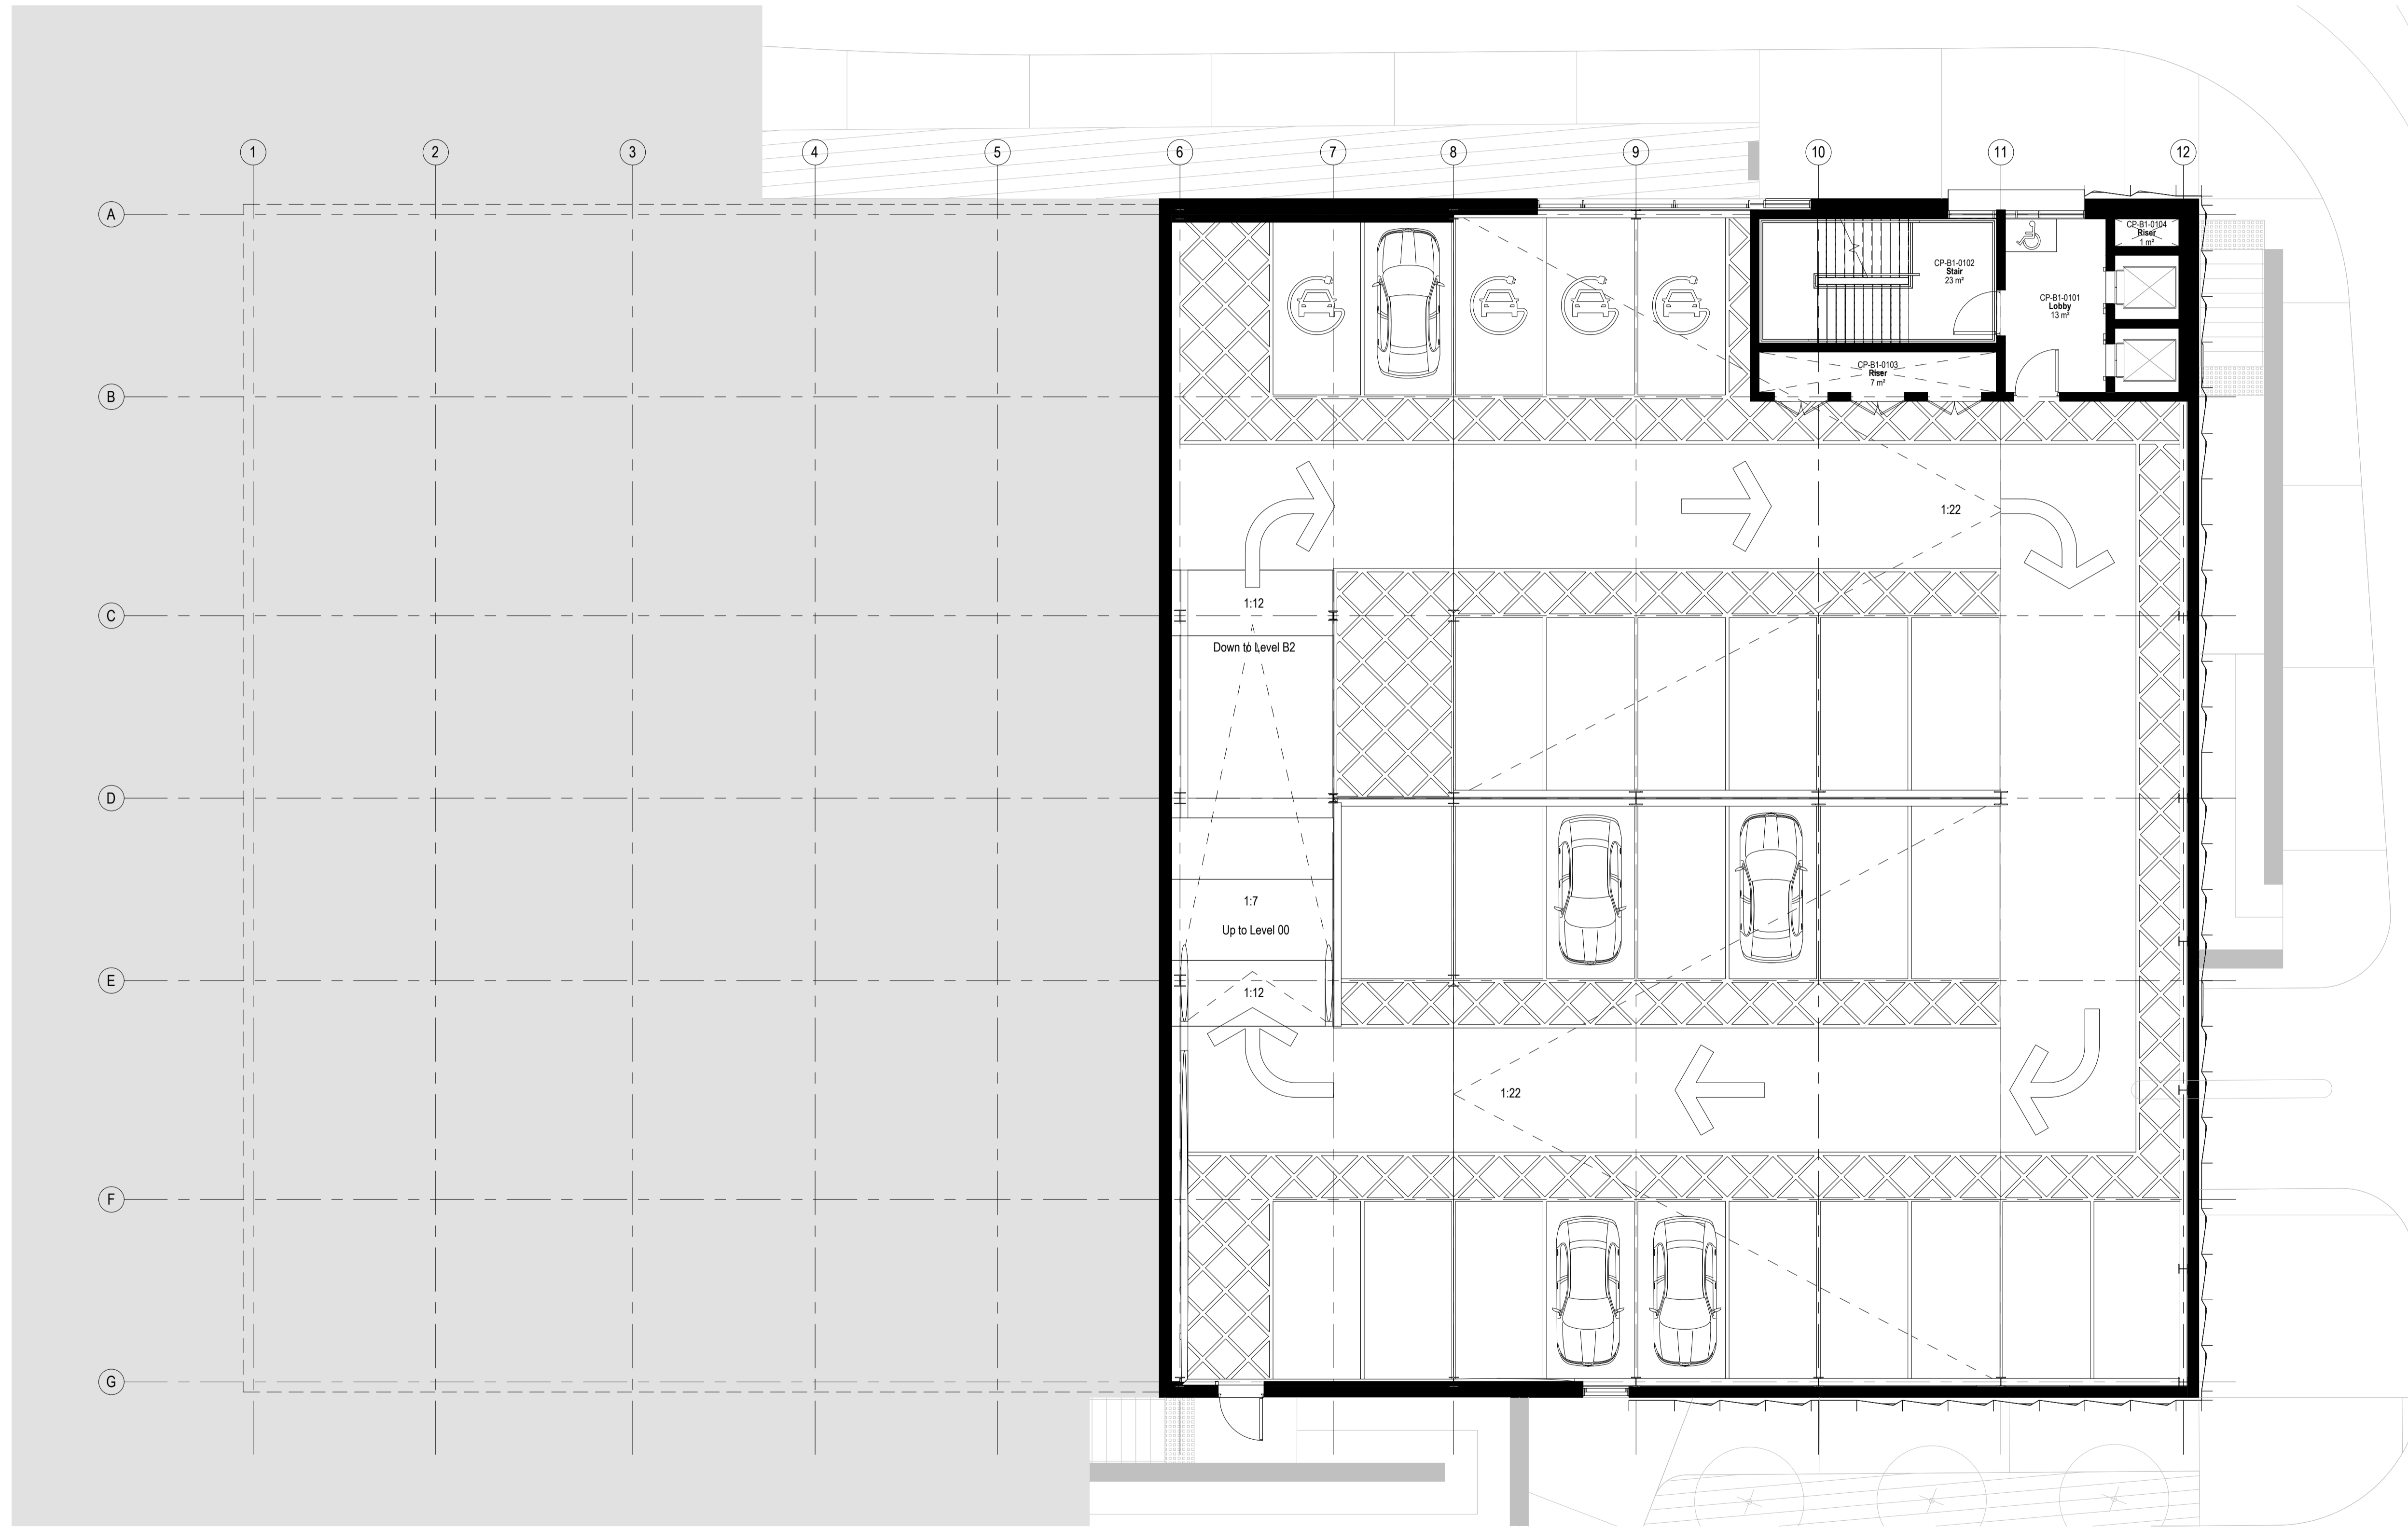 1 2 3 4 5 6 7 8 9 10 11 12
A
CP-B1-0104
Riser
1 m²
CP-B1-0102
Stair
23 m²
CP-B1-0101
Lobby
13 m²
CP-B1-0103
Riser
7 m²
B
1:22
1:12
C
Down to Level B2
D
1:7
Up to Level 00
E
1:12
1:22
F
G